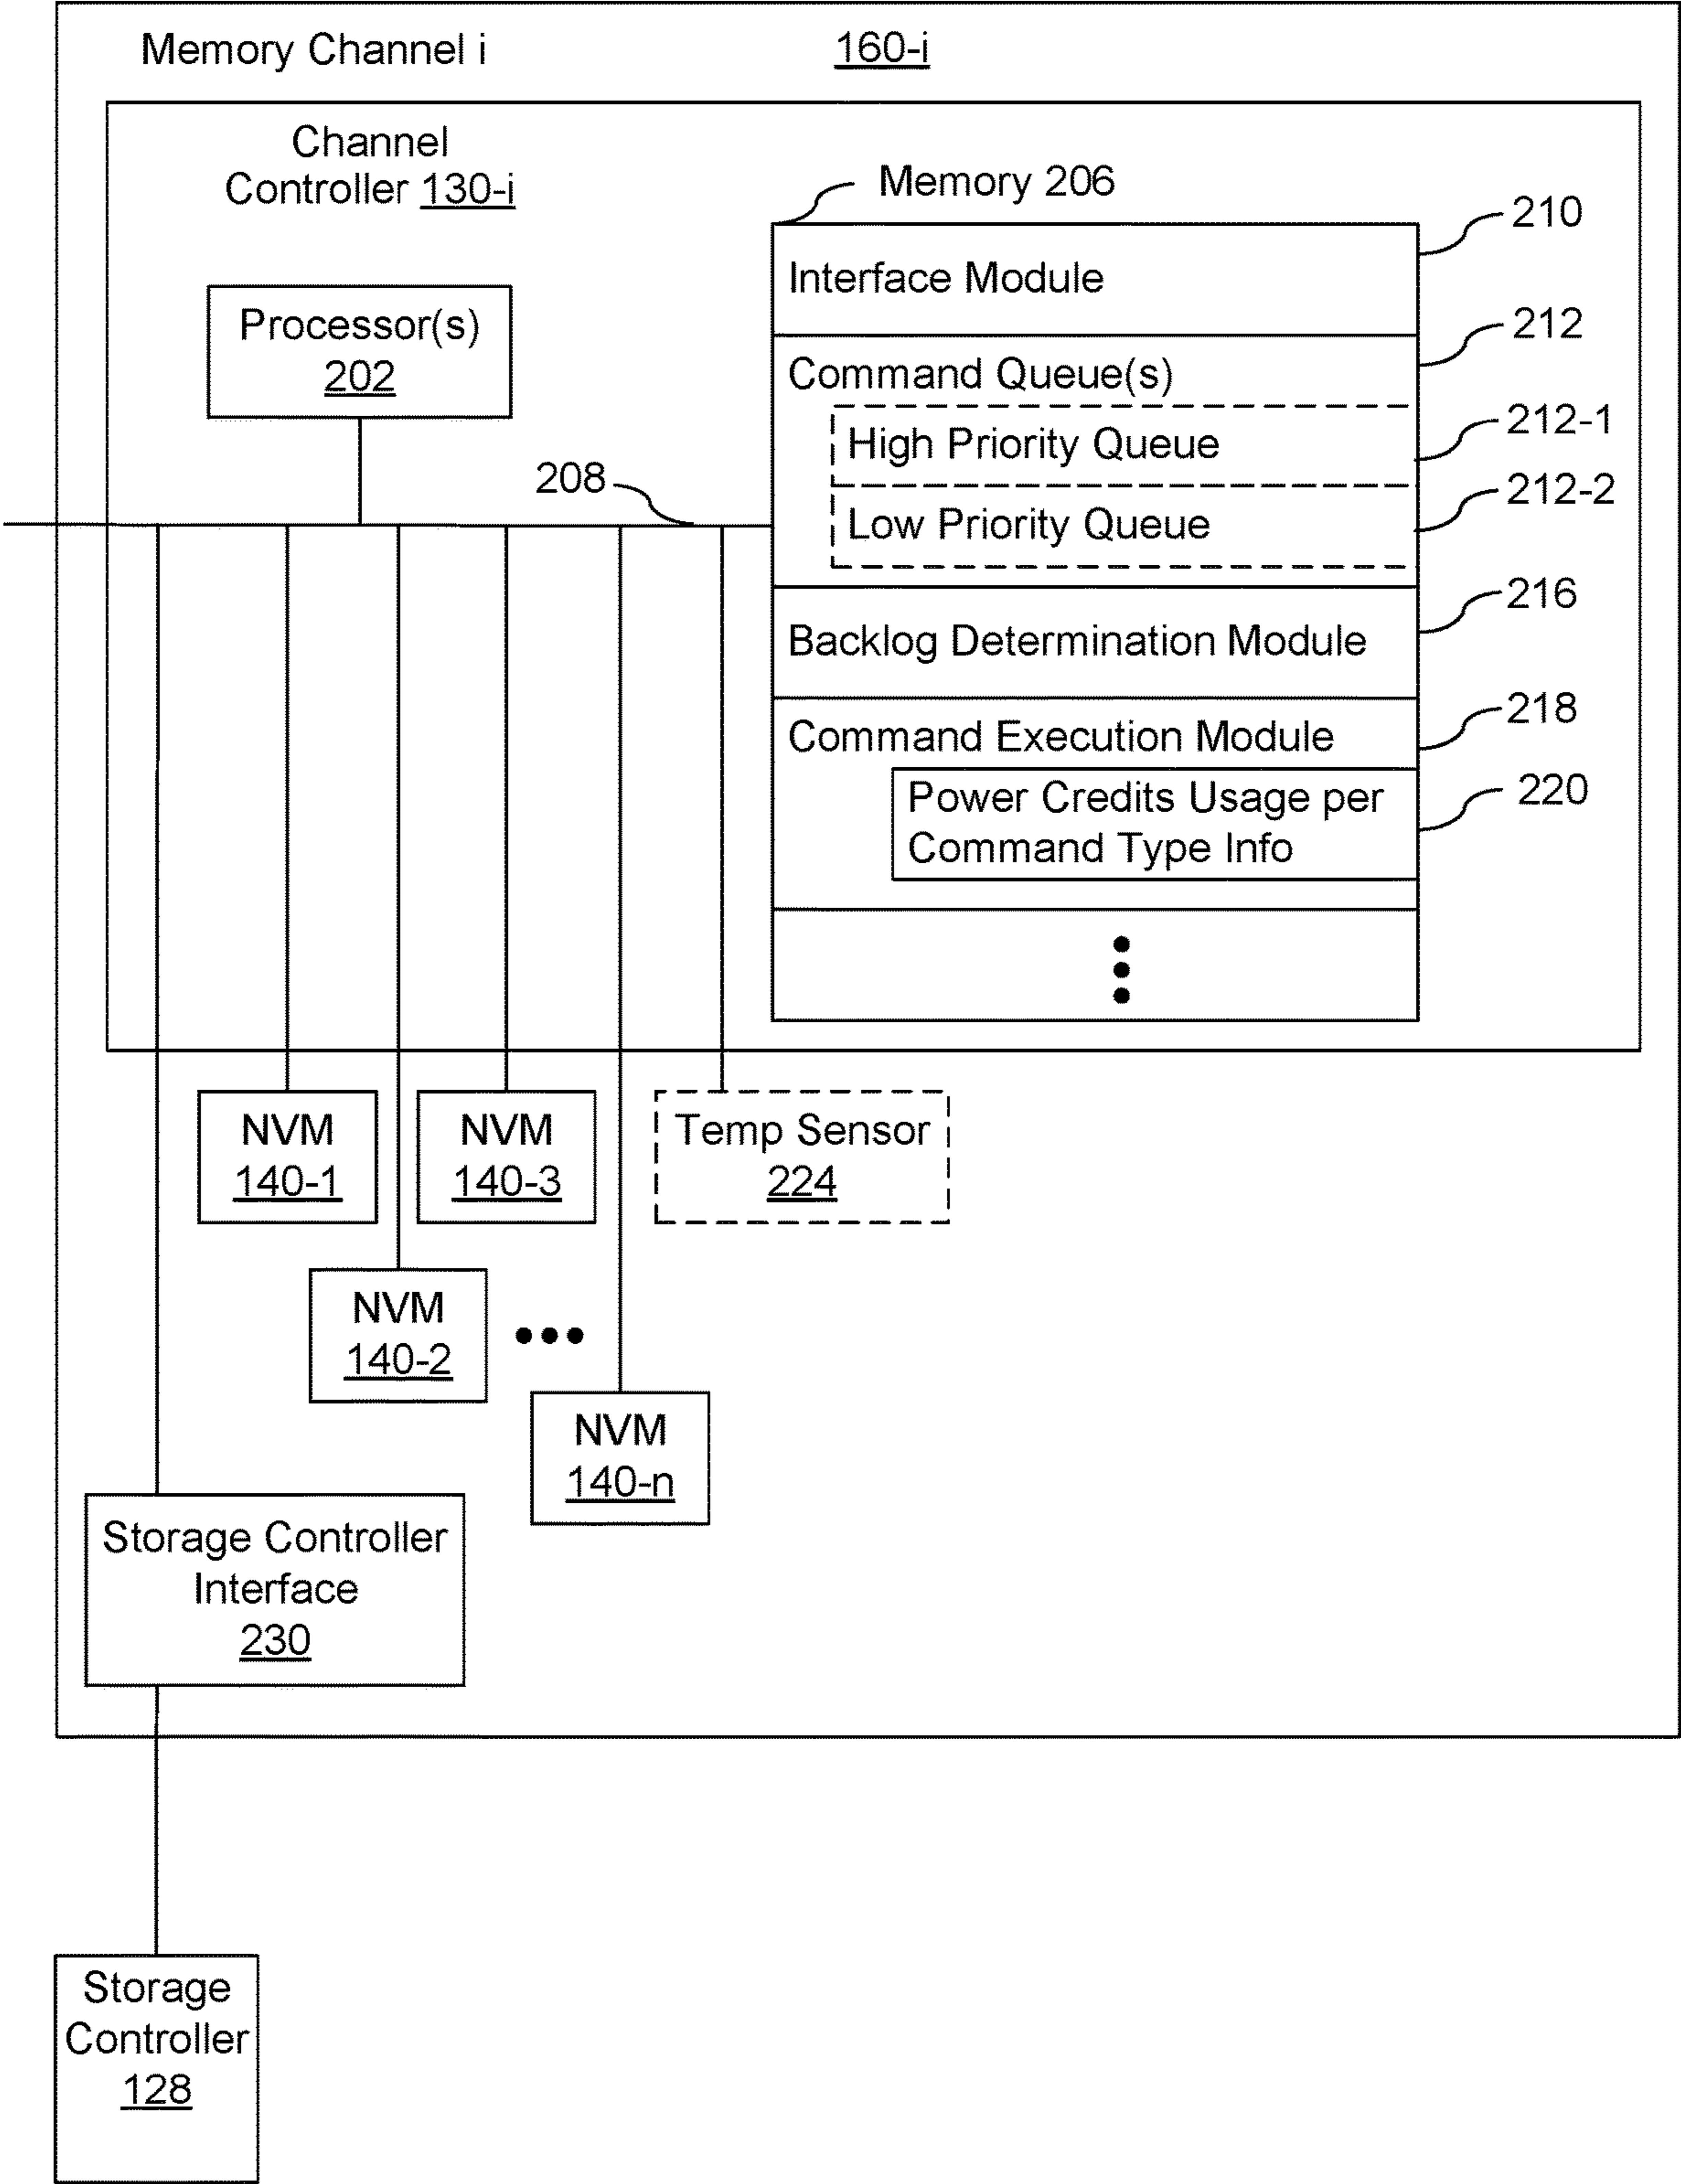 Memory Channel i
160-i
Channel
Controller 130-i
Memory 206
210
Interface Module
Processor(s)
202
212
Command Queue(s)
212-1
High Priority Queue
208
212-2
Low Priority Queue
216
Backlog Determination Module
218
Command Execution Module
220
Power Credits Usage per
Command Type Info
NVM
140-1
NVM
140-3
Temp Sensor
224
NVM
140-2
NVM
140-n
Storage Controller
Interface
230
Storage
Controller
128